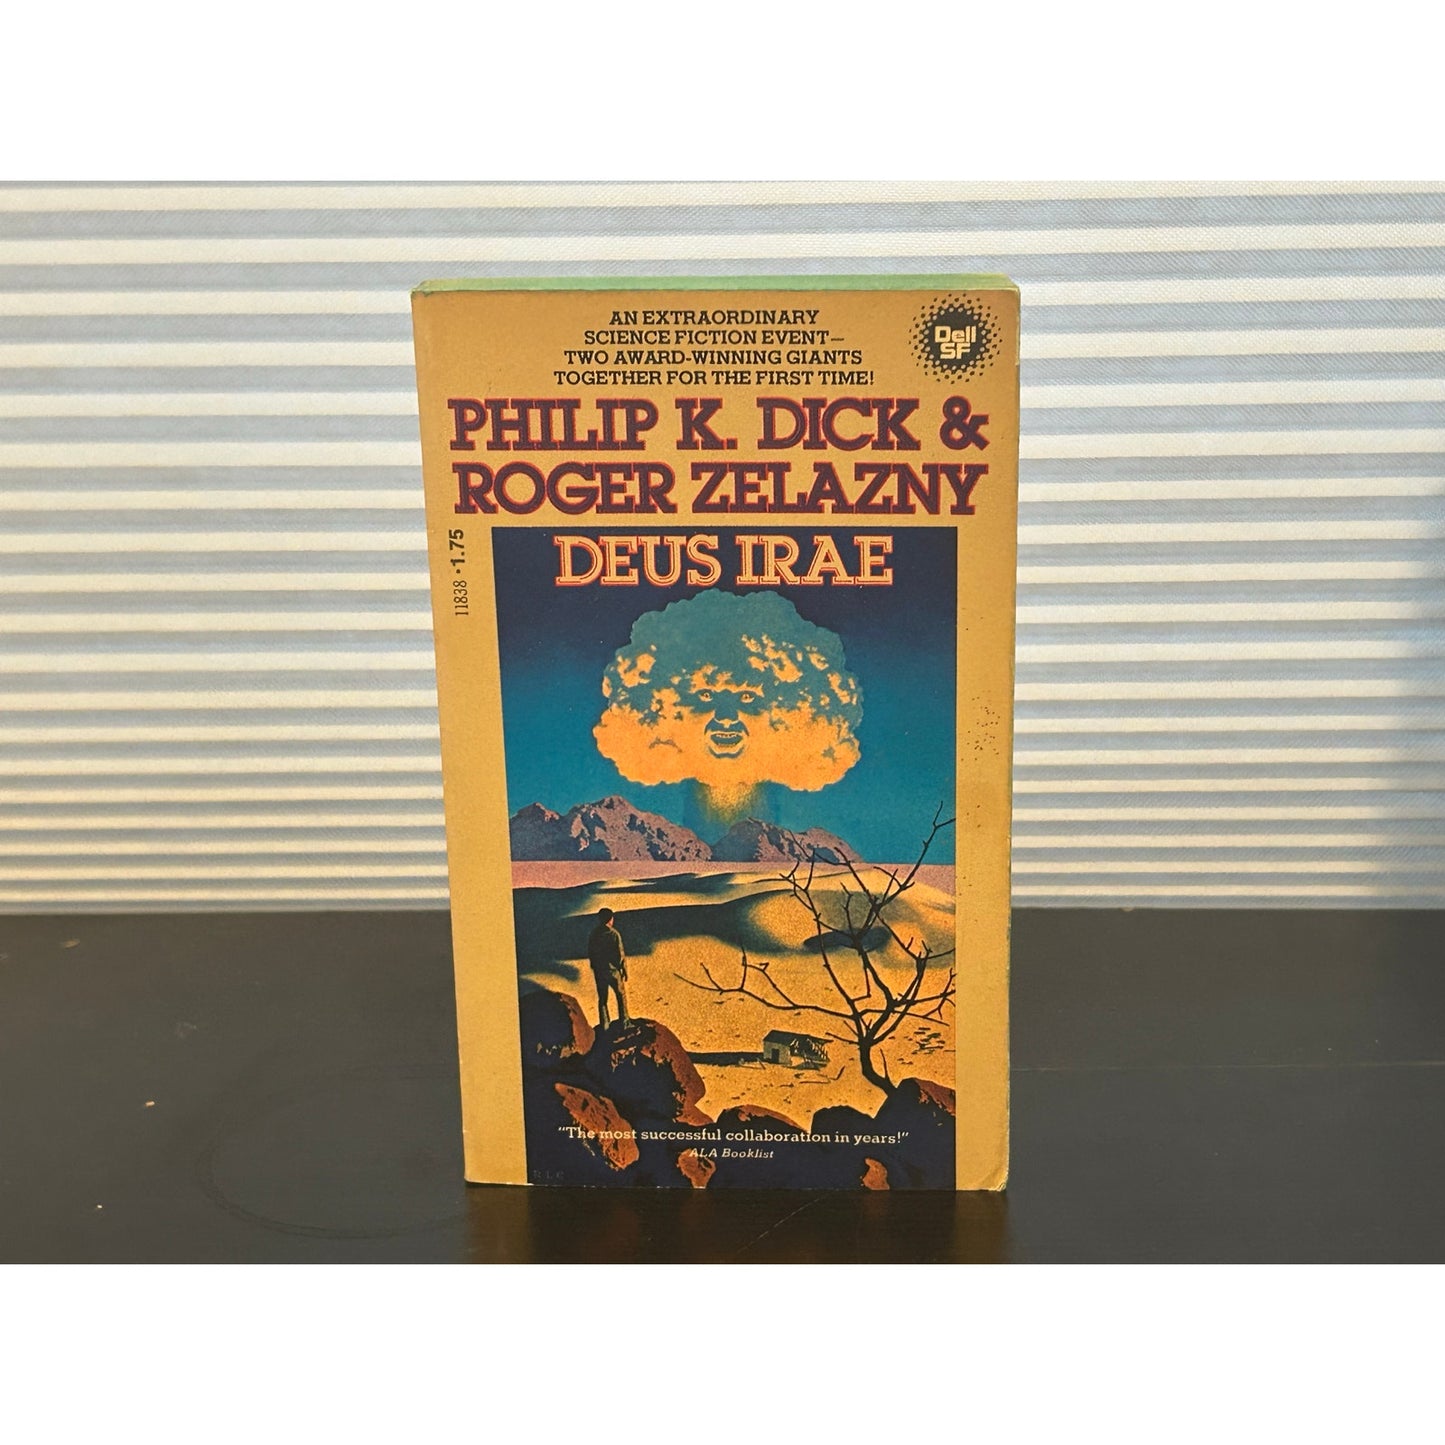 AN EXTRAORDINARY
SCIENCE FICTION EVENT—
TWO AWARD-WINNING GIANTS
TOGETHER FOR THE FIRST TIME!
Dell
SF
PHILIP K. DICK &
ROGER ZELAZNY
11838 • 1.75
DEUS IRAE
"The most successful collaboration in years!"
ALA Booklist
RLC